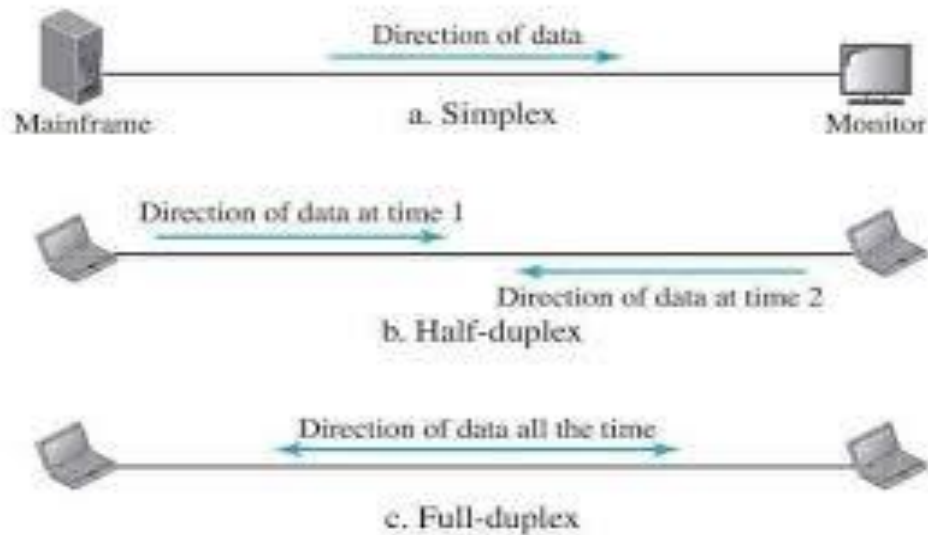 Direction of data
Mainframe
a. Simplex
Monitor
Direction of data at time 1
Direction of data at time 2
b. Half-duplex
Direction of data all the time
c. Full-duplex